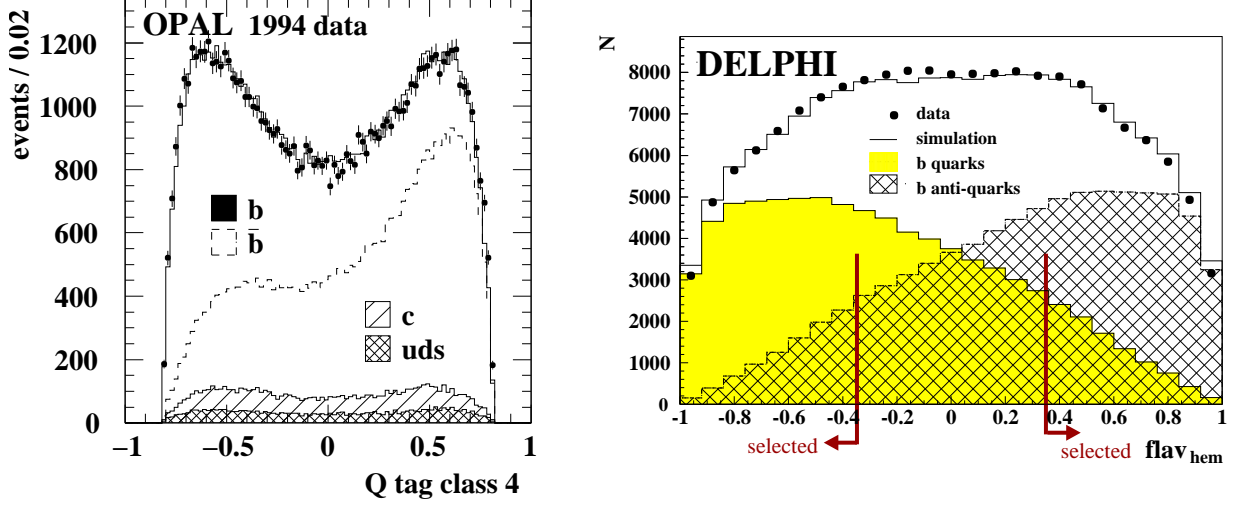 OPAL 1994 data
events / 0.02
1200
1000
800
600
400
200
0
b
b̅
c
uds
−1
−0.5
0
0.5
1
Q tag class 4
N
DELPHI
8000
7000
6000
5000
4000
3000
2000
1000
0
data
simulation
b quarks
b anti-quarks
-1
-0.8
-0.6
-0.4
-0.2
0
0.2
0.4
0.6
0.8
1
selected
selected
flav hem